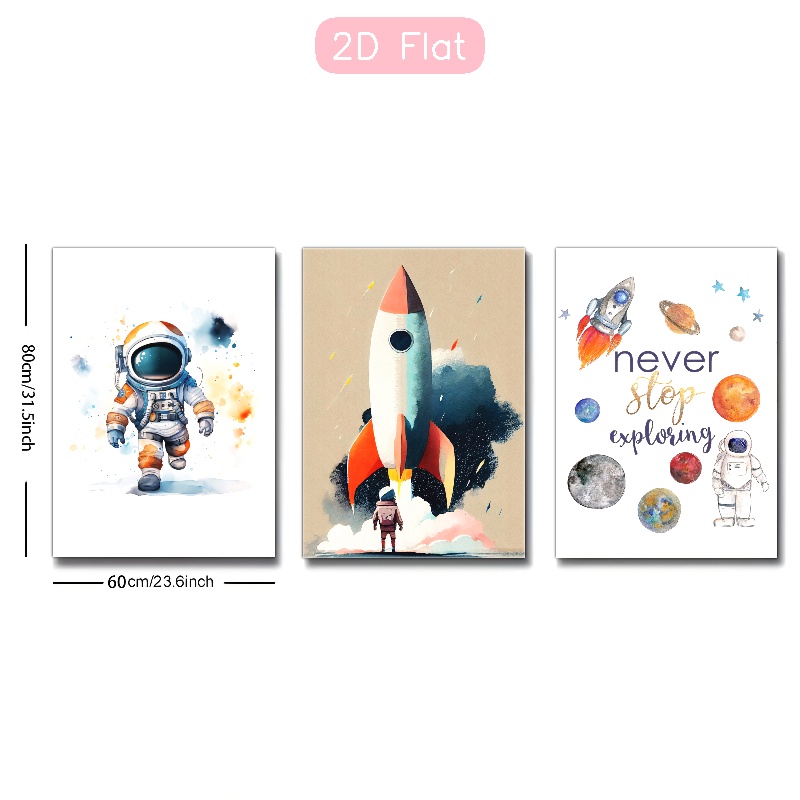 2D Flat
80cm/31.5inch
never
stop
exploring
60cm/23.6inch